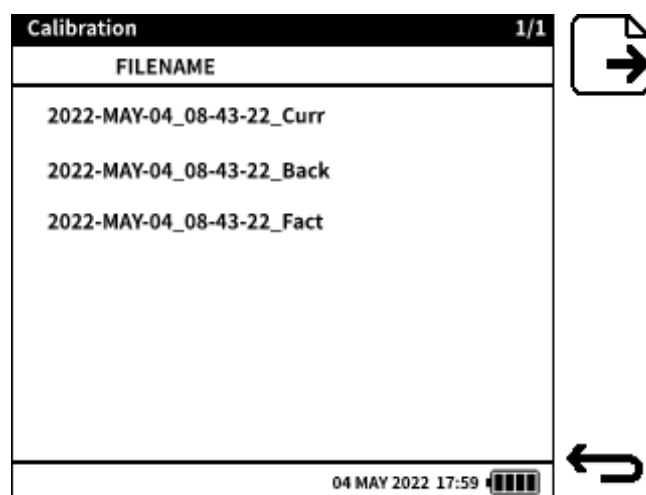 Calibration 1/1
FILENAME
2022-MAY-04_08-43-22_Curr
2022-MAY-04_08-43-22_Back
2022-MAY-04_08-43-22_Fact
04 MAY 2022 17:59